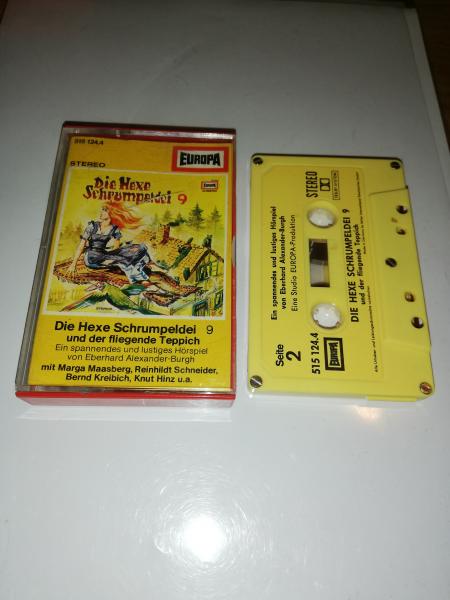 515 124.4
STEREO
EUROPA
Die Hexe
Schrumpeldei 9
EUROPA
Die Hexe Schrumpeldei 9
und der fliegende Teppich
Ein spannendes und lustiges Hörspiel
von Eberhard Alexander-Burgh
mit Marga Maasberg, Reinhildt Schneider,
Bernd Kreibich, Knut Hinz u.a.
Ein spannendes und lustiges Hörspiel
von Eberhard Alexander-Burgh
Eine Studio EUROPA-Produktion
STEREO
Seite
2
515 124.4
EUROPA
DIE HEXE SCHRUMPELDEI 9
und der fliegende Teppich